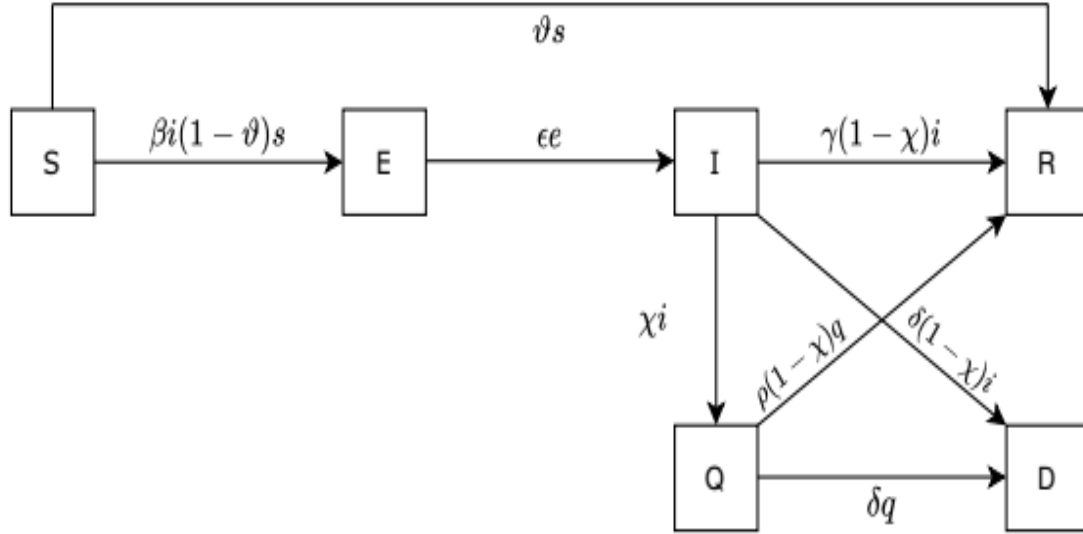 ϑs
S
βi(1 − ϑ)s
E
ϵe
I
γ(1 − χ)i
R
χi
ρ(1 − χ)q
δ(1 − χ)i
Q
δq
D